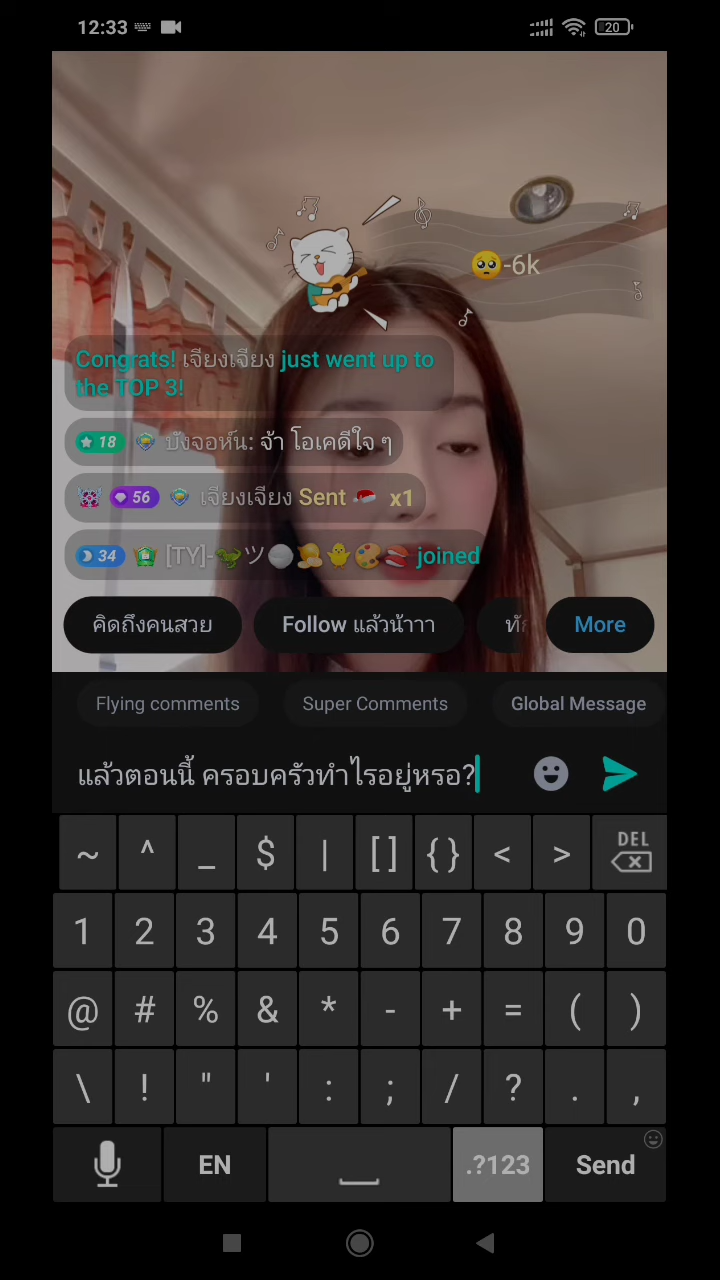 12:33
20
🥺-6k
Congrats! เจียงเจียง just went up to
the TOP 3!
18 บังจอห์น: จ้า โอเคดีใจ ๆ
56 เจียงเจียง Sent x1
34 [TY]-🦖ツ joined
คิดถึงคนสวย Follow แล้วน้าาา More
Flying comments Super Comments Global Message
แล้วตอนนี้ ครอบครัวทำไรอยู่หรอ?
~ ^ _ $ | [ ] { } < > DEL
1 2 3 4 5 6 7 8 9 0
@ # % & * - + = ( )
\ ! " ' : ; / ? . ,
EN .?123 Send